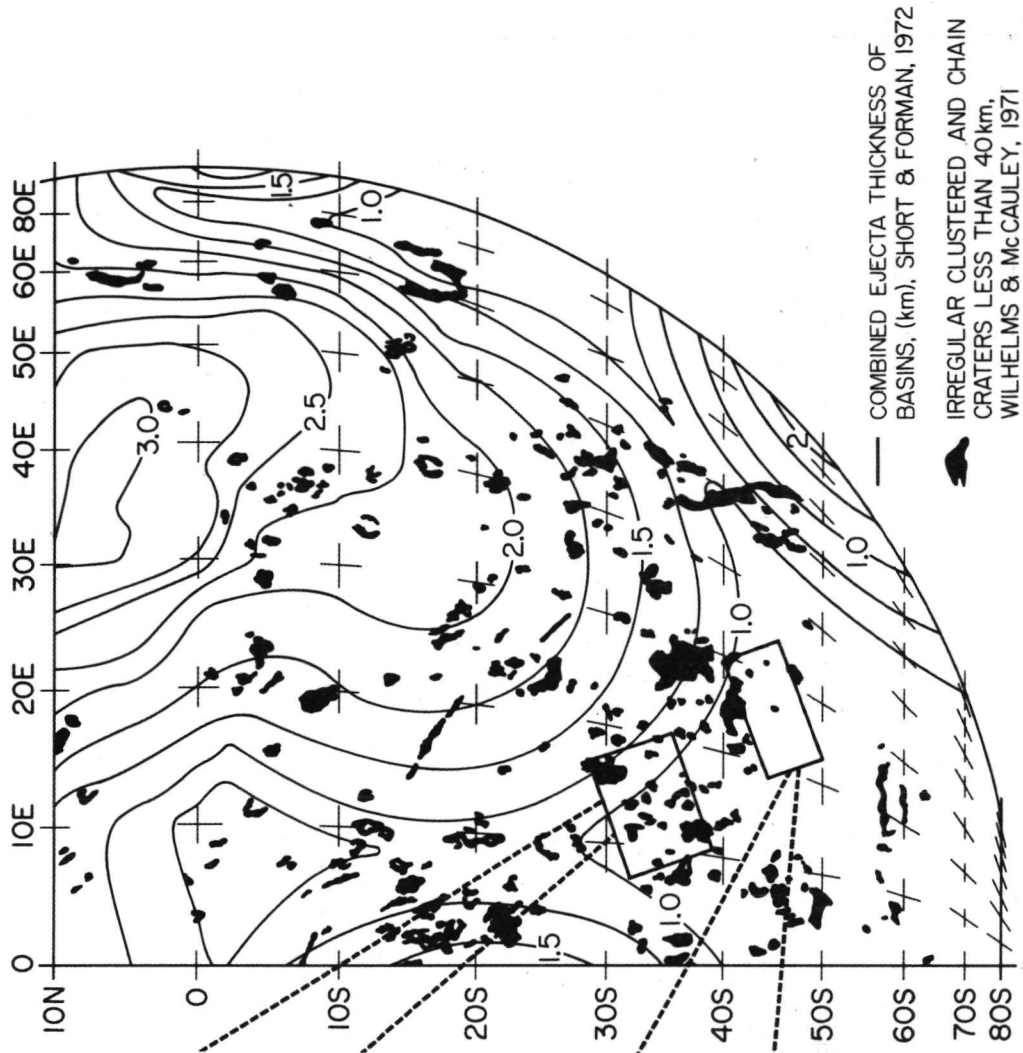 0 10E 20E 30E 40E 50E 60E 80E
10N
0
10S
20S
30S
40S
50S
60S
70S
80S
3.0
2.5
2.0
1.5
1.0
1.5
1.0
1.0
1.5
1.0
2
— COMBINED EJECTA THICKNESS OF
BASINS, (km), SHORT & FORMAN, 1972
IRREGULAR CLUSTERED AND CHAIN
CRATERS LESS THAN 40km,
WILHELMS & McCAULEY, 1971